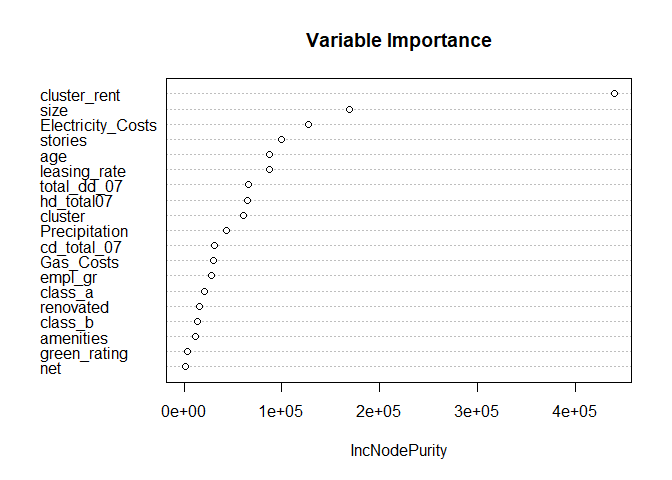 Variable Importance
cluster_rent
size
Electricity_Costs
stories
age
leasing_rate
total_dd_07
hd_total07
cluster
Precipitation
cd_total_07
Gas_Costs
empl_gr
class_a
renovated
class_b
amenities
green_rating
net
0e+00 1e+05 2e+05 3e+05 4e+05
IncNodePurity